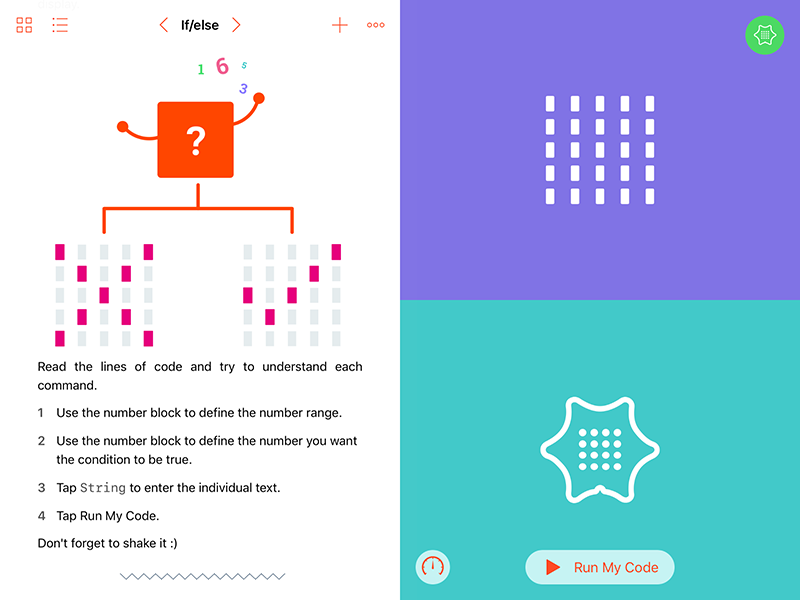 If/else
1 6 5
3
?
Read the lines of code and try to understand each
command.
1 Use the number block to define the number range.
2 Use the number block to define the number you want
the condition to be true.
3 Tap String to enter the individual text.
4 Tap Run My Code.
Don't forget to shake it :)
Run My Code